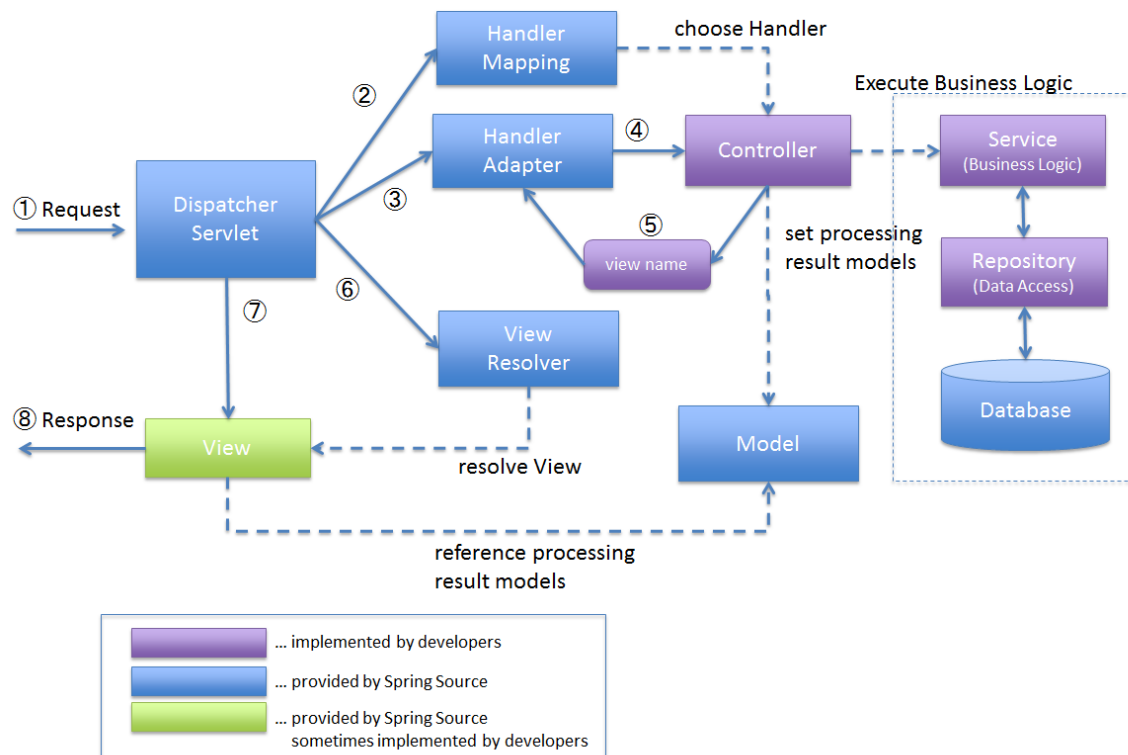 Handler
Mapping
choose Handler
②
Execute Business Logic
Handler
Adapter
④
Controller
Service
(Business Logic)
① Request
Dispatcher
Servlet
③
⑤
view name
set processing
result models
Repository
(Data Access)
⑥
⑦
View
Resolver
Database
⑧ Response
View
resolve View
Model
reference processing
result models
... implemented by developers
... provided by Spring Source
... provided by Spring Source
sometimes implemented by developers